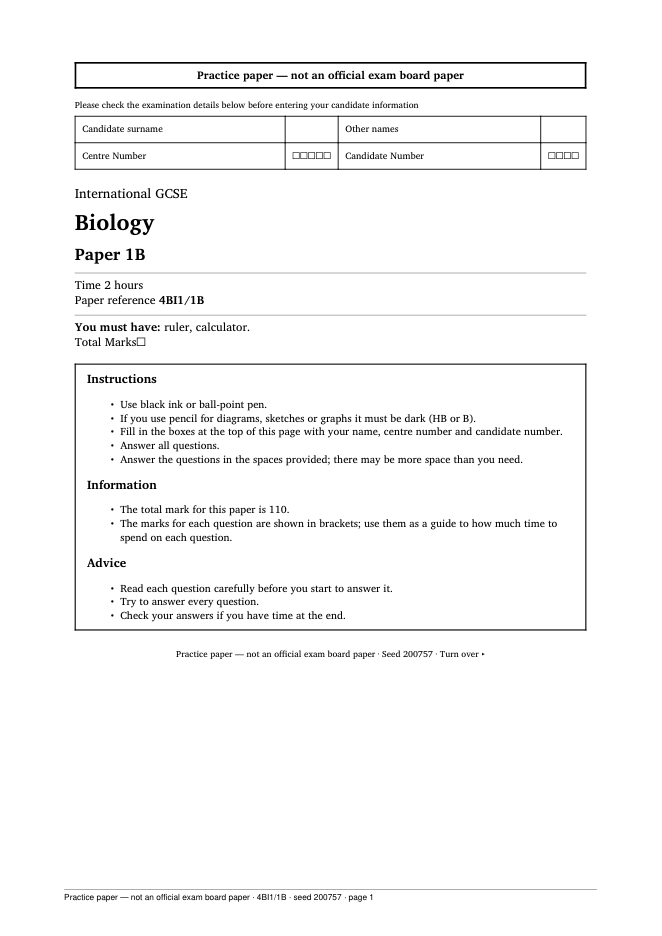 Practice paper — not an official exam board paper
Please check the examination details below before entering your candidate information
Candidate surname
Other names
Centre Number ☐☐☐☐☐ Candidate Number ☐☐☐☐
International GCSE
Biology
Paper 1B
Time 2 hours
Paper reference 4BI1/1B
You must have: ruler, calculator.
Total Marks☐
Instructions
• Use black ink or ball-point pen.
• If you use pencil for diagrams, sketches or graphs it must be dark (HB or B).
• Fill in the boxes at the top of this page with your name, centre number and candidate number.
• Answer all questions.
• Answer the questions in the spaces provided; there may be more space than you need.
Information
• The total mark for this paper is 110.
• The marks for each question are shown in brackets; use them as a guide to how much time to
spend on each question.
Advice
• Read each question carefully before you start to answer it.
• Try to answer every question.
• Check your answers if you have time at the end.
Practice paper — not an official exam board paper · Seed 200757 · Turn over •
Practice paper — not an official exam board paper · 4BI1/1B · seed 200757 · page 1